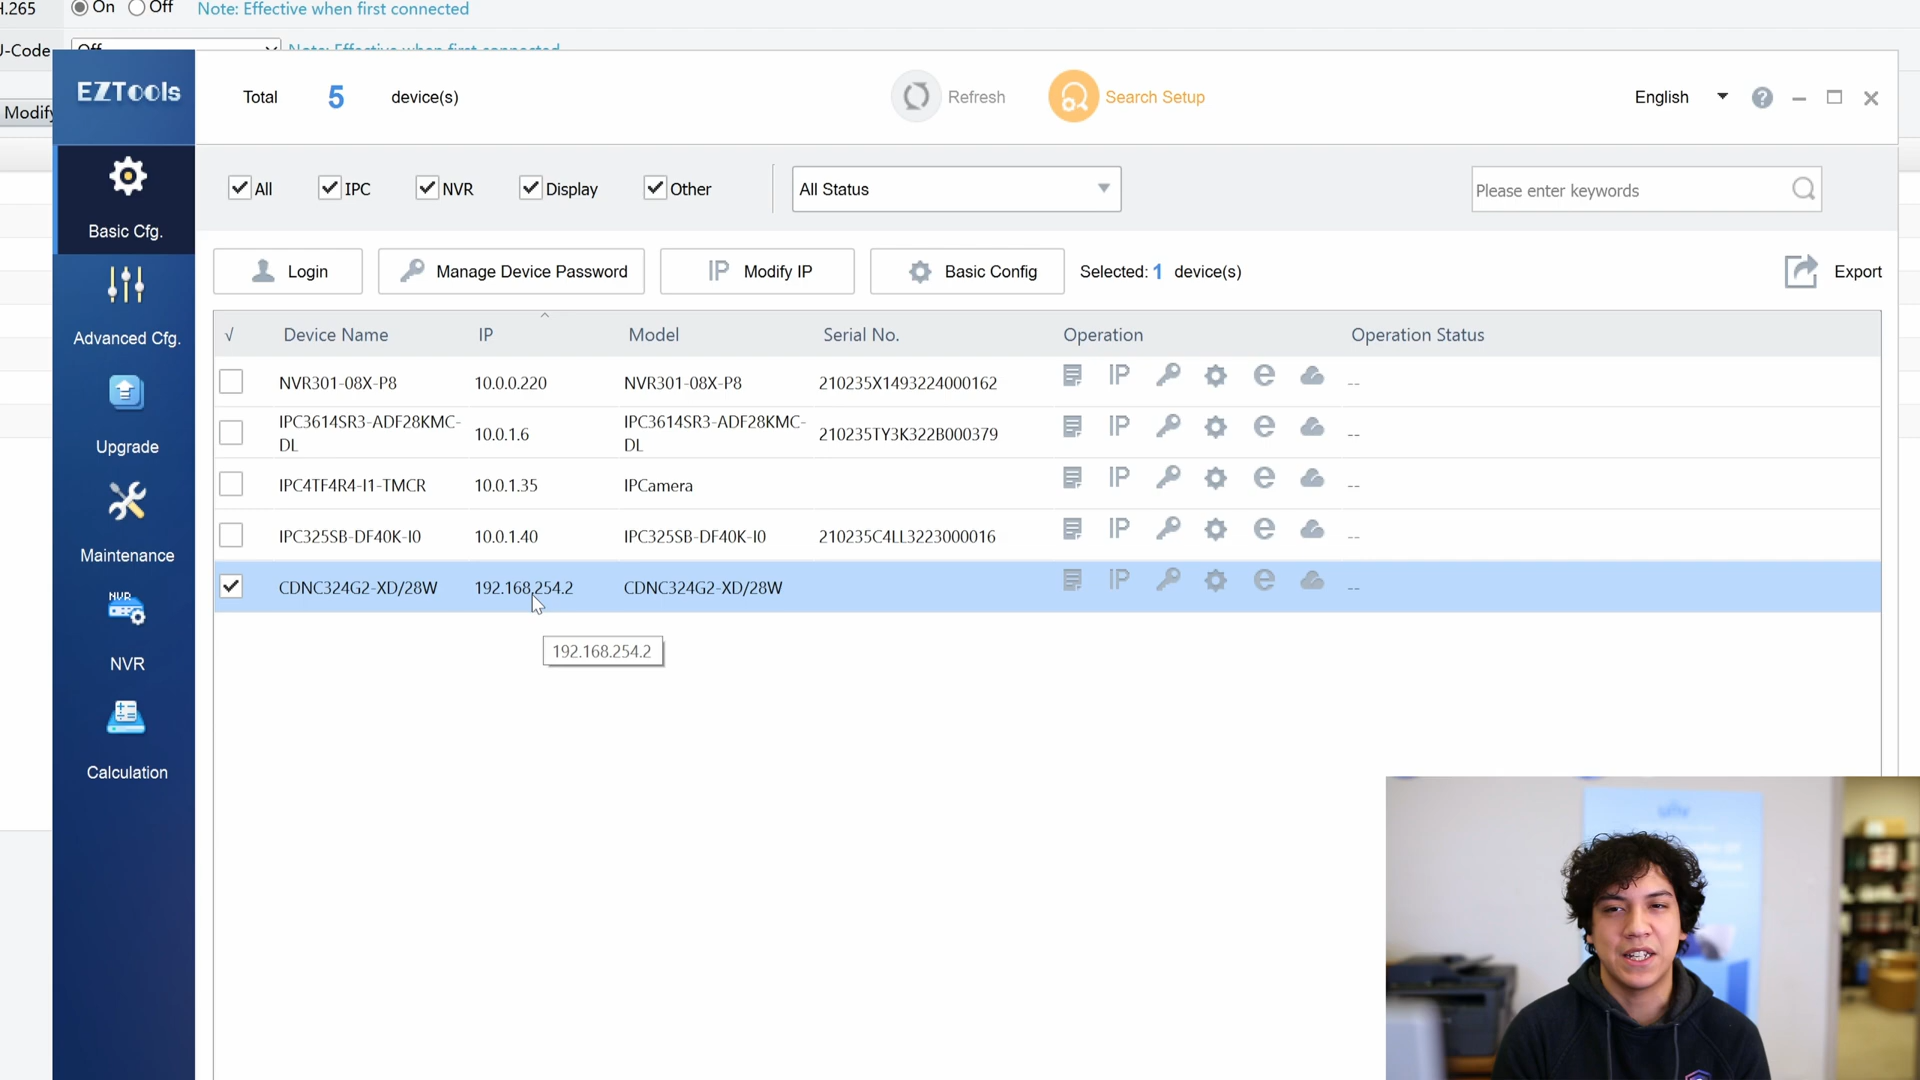 H.265 On Off Note: Effective when first connected
U-Code Off Note: Effective when first connected
Modify
EZTools
Total 5 device(s)
Refresh
Search Setup
English
Basic Cfg.
Advanced Cfg.
Upgrade
Maintenance
NVR
NVR
Calculation
All IPC NVR Display Other
All Status
Please enter keywords
Login
Manage Device Password
IP Modify IP
Basic Config
Selected: 1 device(s)
Export
√ Device Name IP Model Serial No. Operation Operation Status
NVR301-08X-P8 10.0.0.220 NVR301-08X-P8 210235X1493224000162 IP --
IPC3614SR3-ADF28KMC-DL 10.0.1.6 IPC3614SR3-ADF28KMC-DL 210235TY3K322B000379 IP --
IPC4TF4R4-I1-TMCR 10.0.1.35 IPCamera IP --
IPC325SB-DF40K-I0 10.0.1.40 IPC325SB-DF40K-I0 210235C4LL3223000016 IP --
CDNC324G2-XD/28W 192.168.254.2 CDNC324G2-XD/28W IP --
192.168.254.2